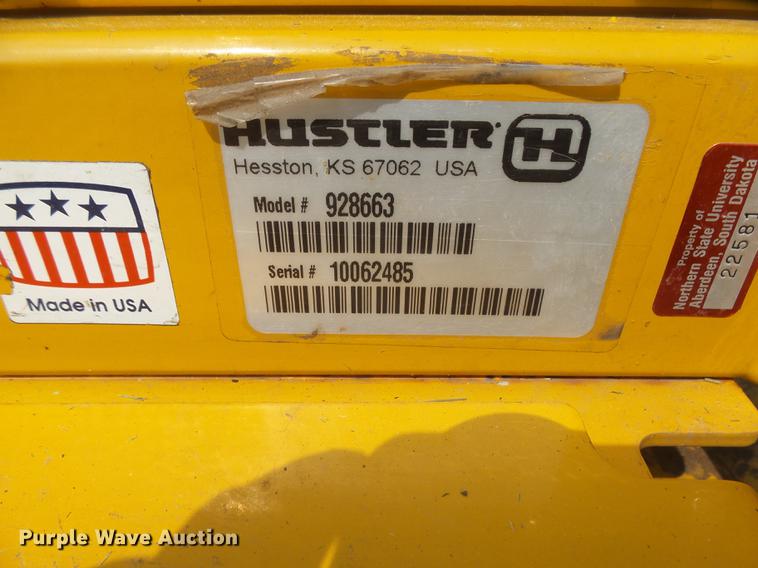 HUSTLER H
Hesston, KS 67062 USA
Model # 928663
Serial # 10062485
Made in USA
Property of
Northern State University
Aberdeen, South Dakota
22581
Purple Wave Auction